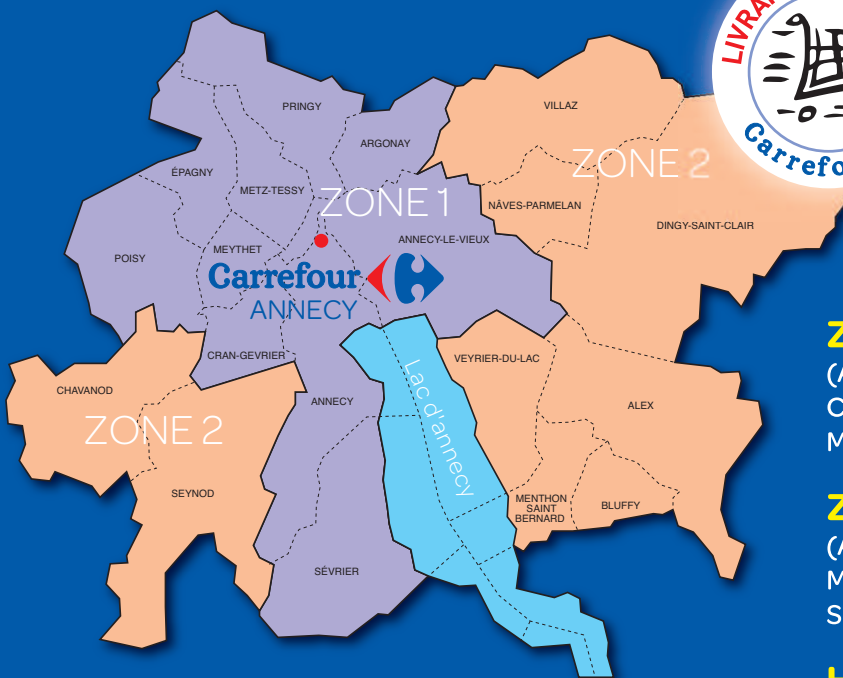 LIVRA
Carrefo
PRINGY
VILLAZ
ARGONAY
ZONE 2
ÉPAGNY
METZ-TESSY
ZONE 1
NÂVES-PARMELAN
DINGY-SAINT-CLAIR
ANNECY-LE-VIEUX
MEYTHET
POISY
Carrefour
ANNECY
CRAN-GEVRIER
VEYRIER-DU-LAC
Lac d'annecy
CHAVANOD
ANNECY
ALEX
ZONE 2
SEYNOD
MENTHON
SAINT
BERNARD
BLUFFY
SÉVRIER
Z
(A
C
M
Z
(A
M
S